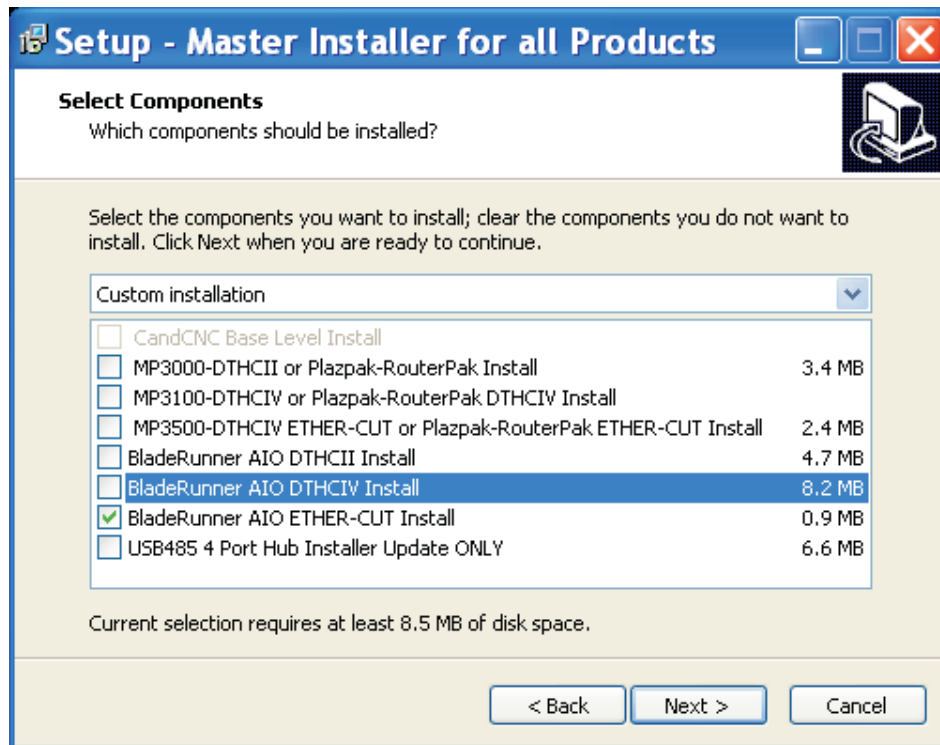 Setup - Master Installer for all Products
Select Components
Which components should be installed?
Select the components you want to install; clear the components you do not want to
install. Click Next when you are ready to continue.
Custom installation
CandCNC Base Level Install
MP3000-DTHCII or Plazpak-RouterPak Install 3.4 MB
MP3100-DTHCIV or Plazpak-RouterPak DTHCIV Install
MP3500-DTHCIV ETHER-CUT or Plazpak-RouterPak ETHER-CUT Install 2.4 MB
BladeRunner AIO DTHCII Install 4.7 MB
BladeRunner AIO DTHCIV Install 8.2 MB
BladeRunner AIO ETHER-CUT Install 0.9 MB
USB485 4 Port Hub Installer Update ONLY 6.6 MB
Current selection requires at least 8.5 MB of disk space.
< Back Next > Cancel